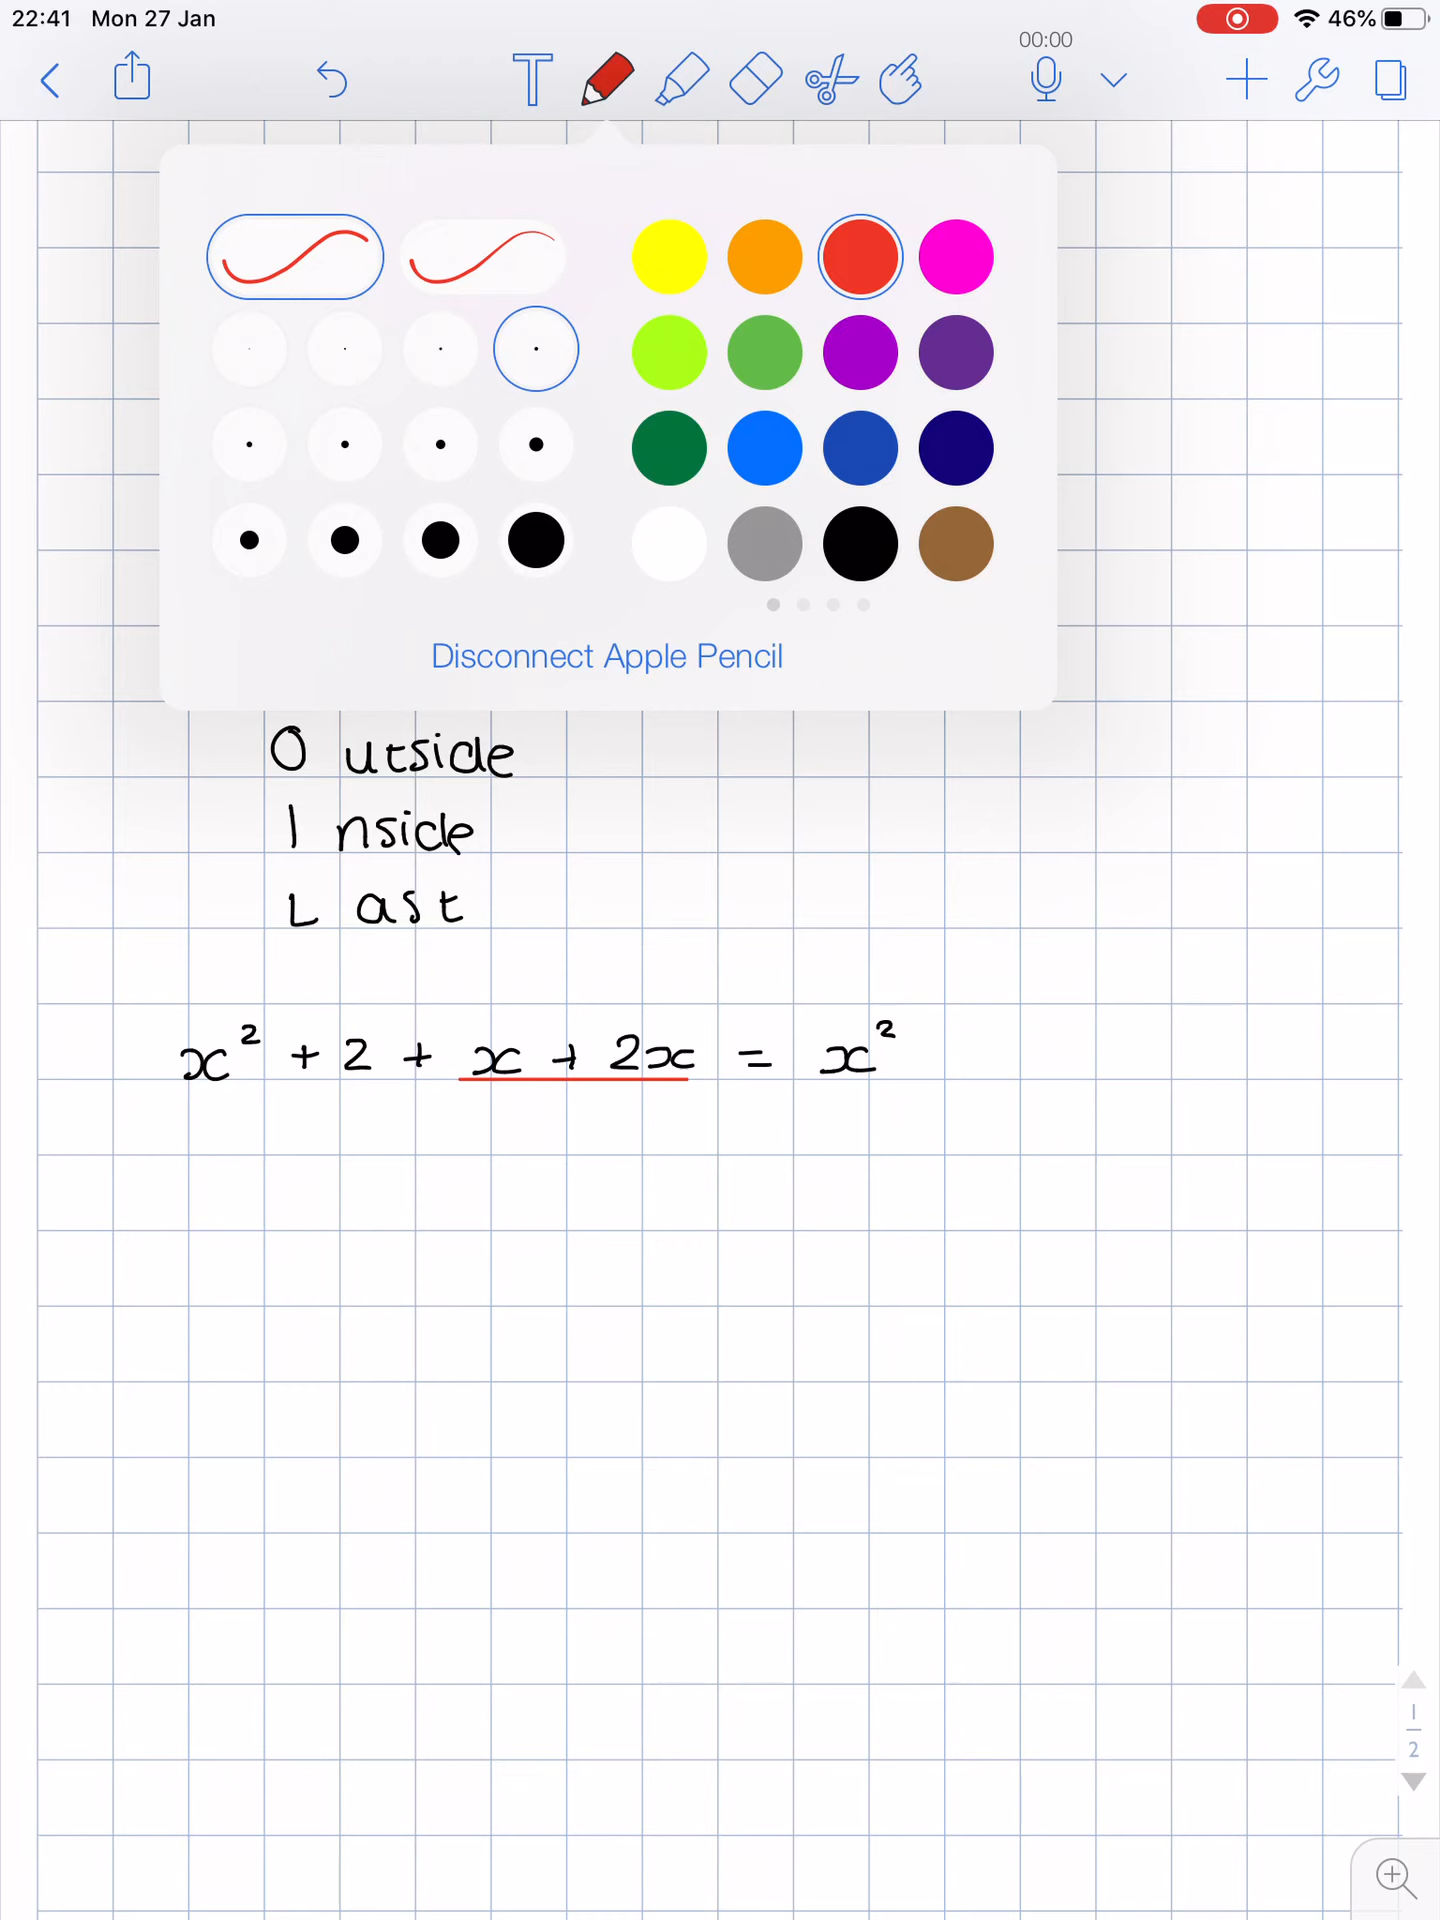 22:41 Mon 27 Jan
46%
00:00
T
Disconnect Apple Pencil
O utside
I nside
L ast
x² + 2 + x + 2x = x²
1
2